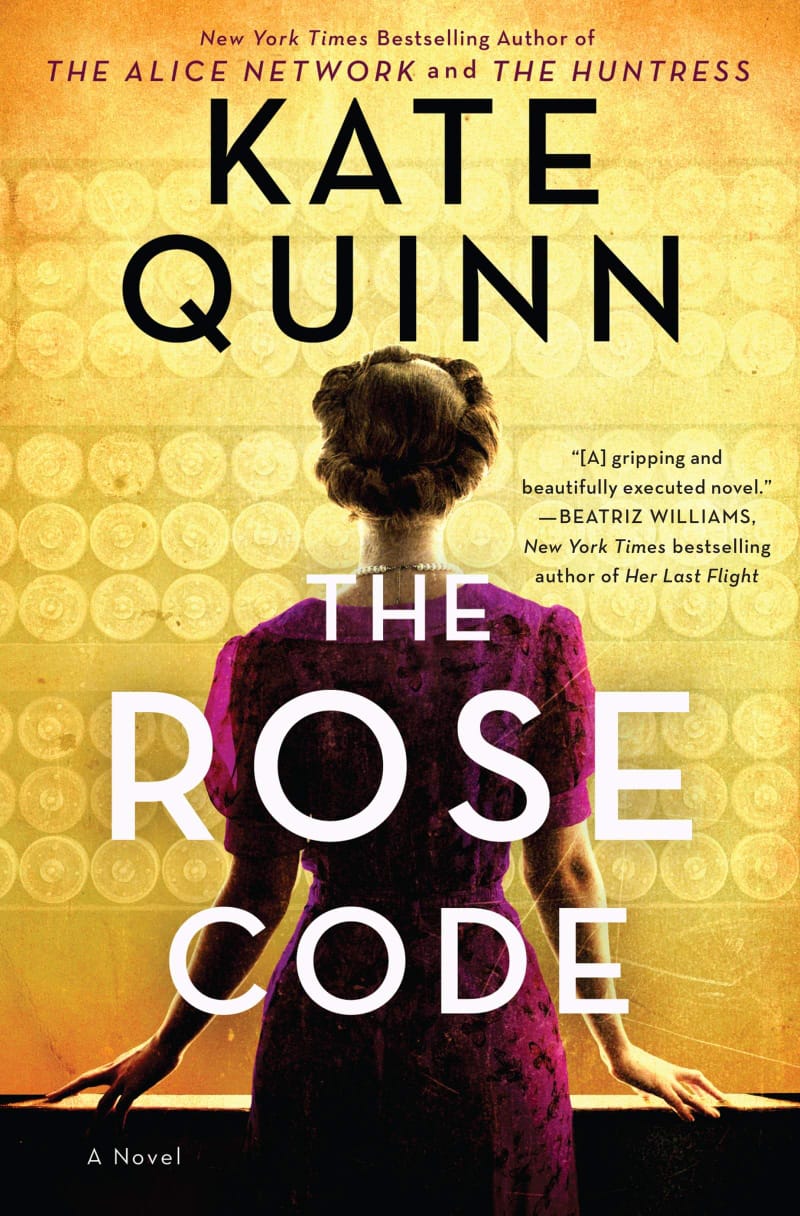 New York Times Bestselling Author of
THE ALICE NETWORK and THE HUNTRESS
KATE
QUINN
“[A] gripping and
beautifully executed novel.”
—BEATRIZ WILLIAMS,
New York Times bestselling
author of Her Last Flight
THE
ROSE
CODE
A Novel